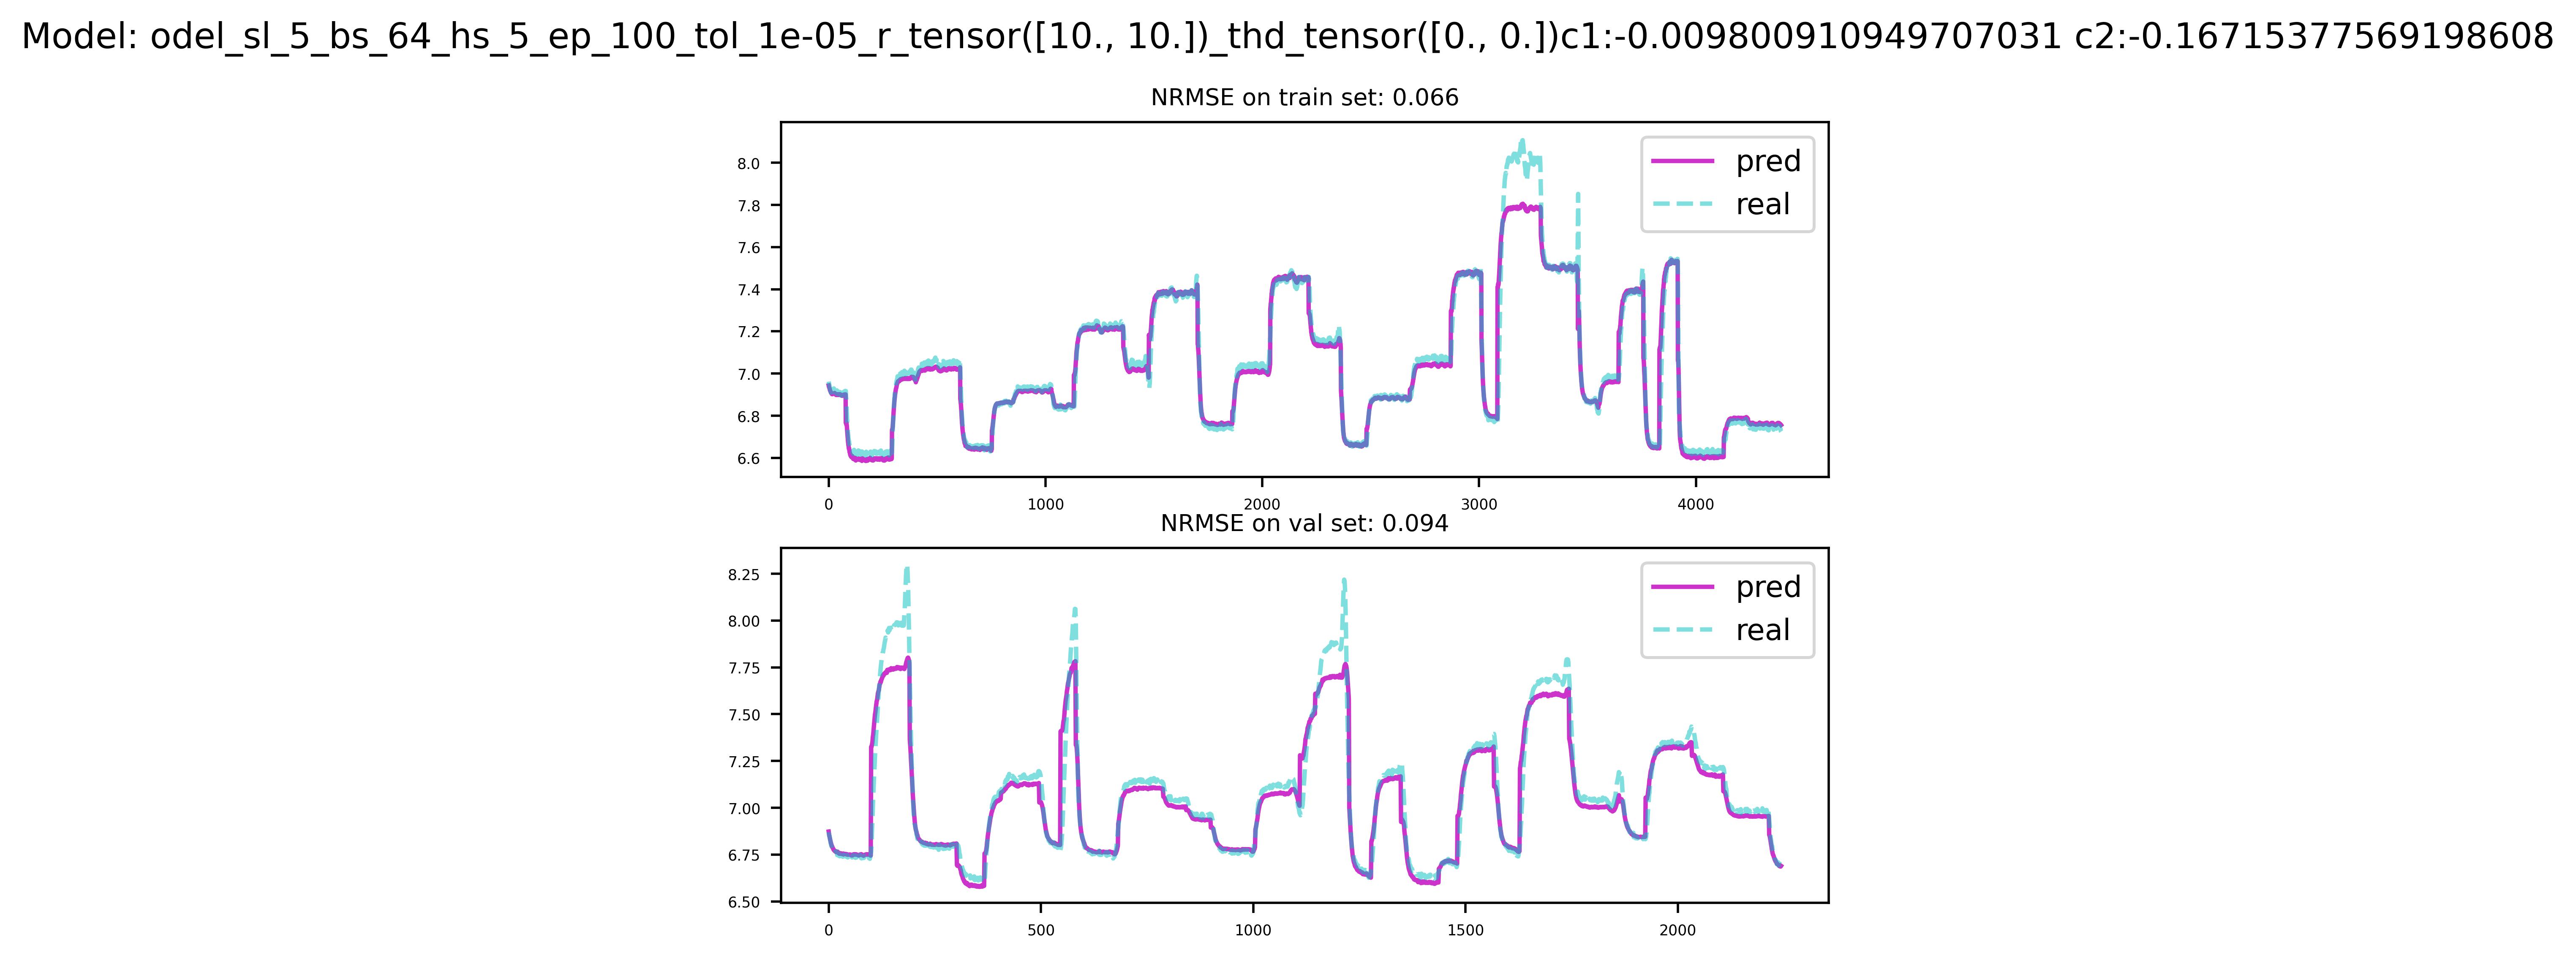 Model: odel_sl_5_bs_64_hs_5_ep_100_tol_1e-05_r_tensor([10., 10.])_thd_tensor([0., 0.])c1:-0.009800910949707031 c2:-0.16715377569198608
NRMSE on train set: 0.066
pred
real
8.0
7.8
7.6
7.4
7.2
7.0
6.8
6.6
0 1000 2000 3000 4000
NRMSE on val set: 0.094
pred
real
8.25
8.00
7.75
7.50
7.25
7.00
6.75
6.50
0 500 1000 1500 2000